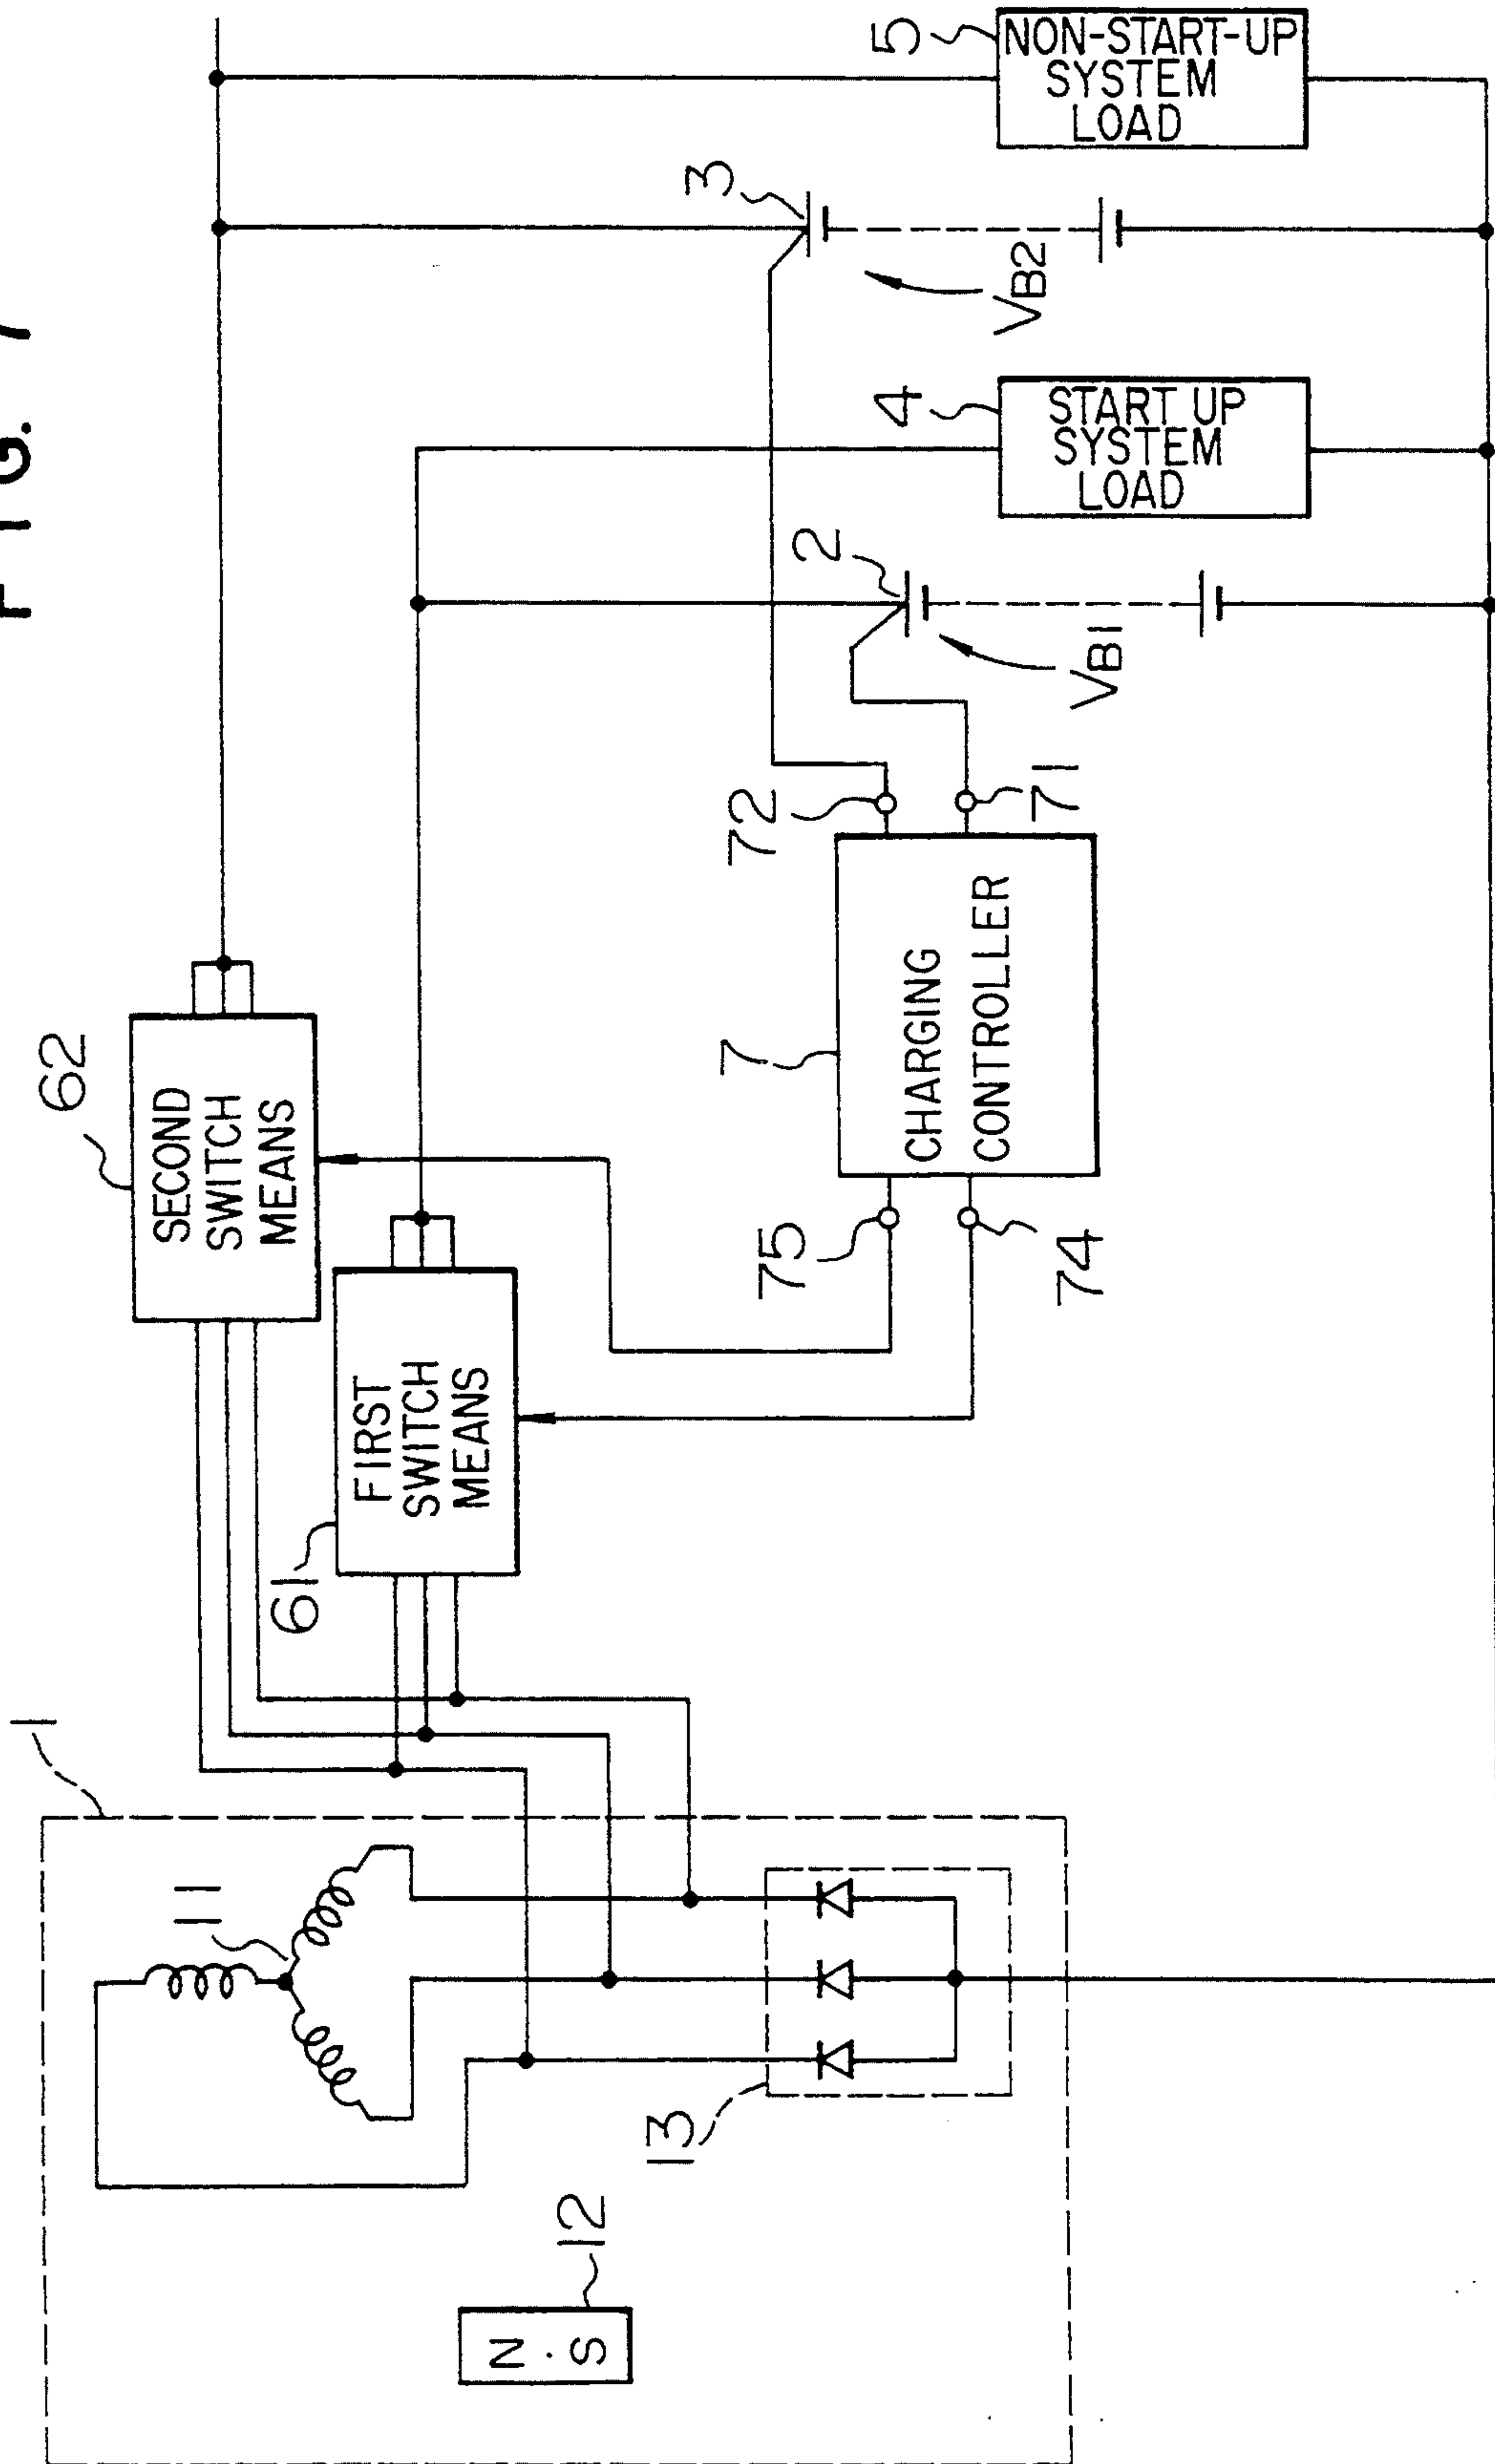 FIG. 7
1
11
12
N·S
13
61
FIRST
SWITCH
MEANS
62
SECOND
SWITCH
MEANS
75
74
7
CHARGING
CONTROLLER
72
71
2
VB1
3
VB2
4
START UP
SYSTEM
LOAD
5
NON-START-UP
SYSTEM
LOAD